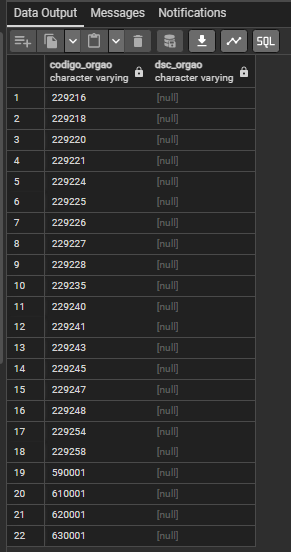 Data Output Messages Notifications
SQL
codigo_orgao dsc_orgao
character varying character varying
1 229216 [null]
2 229218 [null]
3 229220 [null]
4 229221 [null]
5 229224 [null]
6 229225 [null]
7 229226 [null]
8 229227 [null]
9 229228 [null]
10 229235 [null]
11 229240 [null]
12 229241 [null]
13 229243 [null]
14 229245 [null]
15 229247 [null]
16 229248 [null]
17 229254 [null]
18 229258 [null]
19 590001 [null]
20 610001 [null]
21 620001 [null]
22 630001 [null]